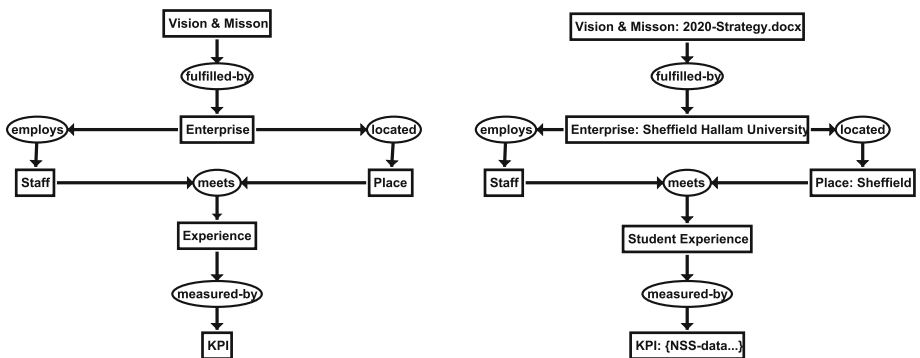 Vision & Misson
fulfilled-by
employs
Enterprise
located
Staff
meets
Place
Experience
measured-by
KPI
Vision & Misson: 2020-Strategy.docx
fulfilled-by
employs
Enterprise: Sheffield Hallam University
located
Staff
meets
Place: Sheffield
Student Experience
measured-by
KPI: {NSS-data...}